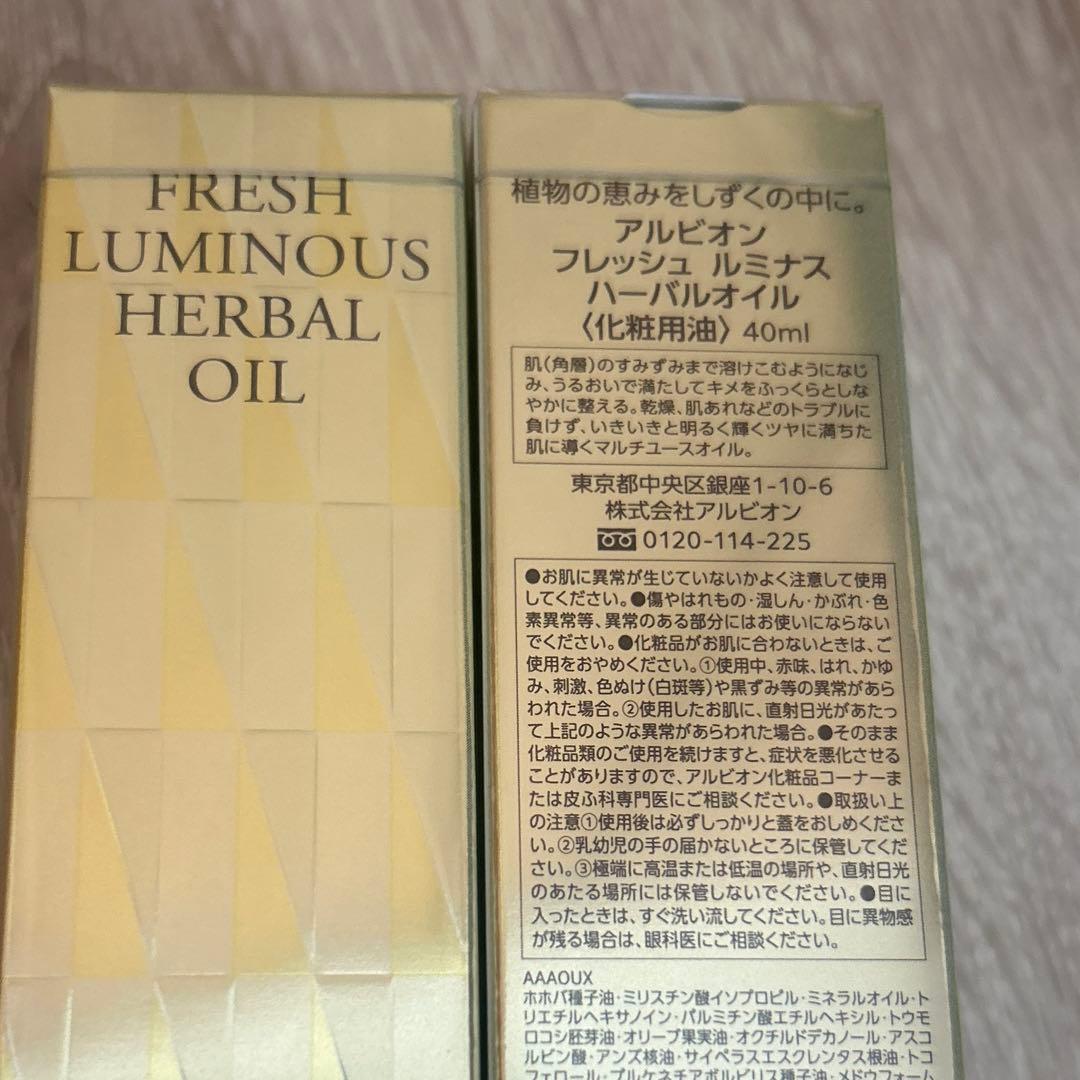 FRESH
LUMINOUS
HERBAL
OIL
植物の恵みをしずくの中に。
アルビオン
フレッシュ ルミナス
ハーバルオイル
〈化粧用油〉 40ml
肌(角層)のすみずみまで溶けこむようになじ
み、うるおいで満たしてキメをふっくらとしな
やかに整える。乾燥、肌あれなどのトラブルに
負けず、いきいきと明るく輝くツヤに満ちた
肌に導くマルチユースオイル。
東京都中央区銀座1-10-6
株式会社アルビオン
0120-114-225
●お肌に異常が生じていないかよく注意して使用
してください。●傷やはれもの・湿しん・かぶれ・色
素異常等、異常のある部分にはお使いにならない
でください。●化粧品がお肌に合わないときは、ご
使用をおやめください。①使用中、赤味、はれ、かゆ
み、刺激、色ぬけ(白斑等)や黒ずみ等の異常があら
われた場合。②使用したお肌に、直射日光があたっ
て上記のような異常があらわれた場合。●そのまま
化粧品類のご使用を続けますと、症状を悪化させる
ことがありますので、アルビオン化粧品コーナーま
たは皮ふ科専門医にご相談ください。●取扱い上
の注意①使用後は必ずしっかりと蓋をおしめくださ
い。②乳幼児の手の届かないところに保管してくだ
さい。③極端に高温または低温の場所や、直射日光
のあたる場所には保管しないでください。●目に
入ったときは、すぐ洗い流してください。目に異物感
が残る場合は、眼科医にご相談ください。
AAAOUX
ホホバ種子油・ミリスチン酸イソプロピル・ミネラルオイル・ト
リエチルヘキサノイン・パルミチン酸エチルヘキシル・トウモ
ロコシ胚芽油・オリーブ果実油・オクチルドデカノール・アスコ
ルビン酸・アンズ核油・サイペラスエスクレンタス根油・トコ
フェロール・プルケネチアボルビリス種子油・メドウフォーム